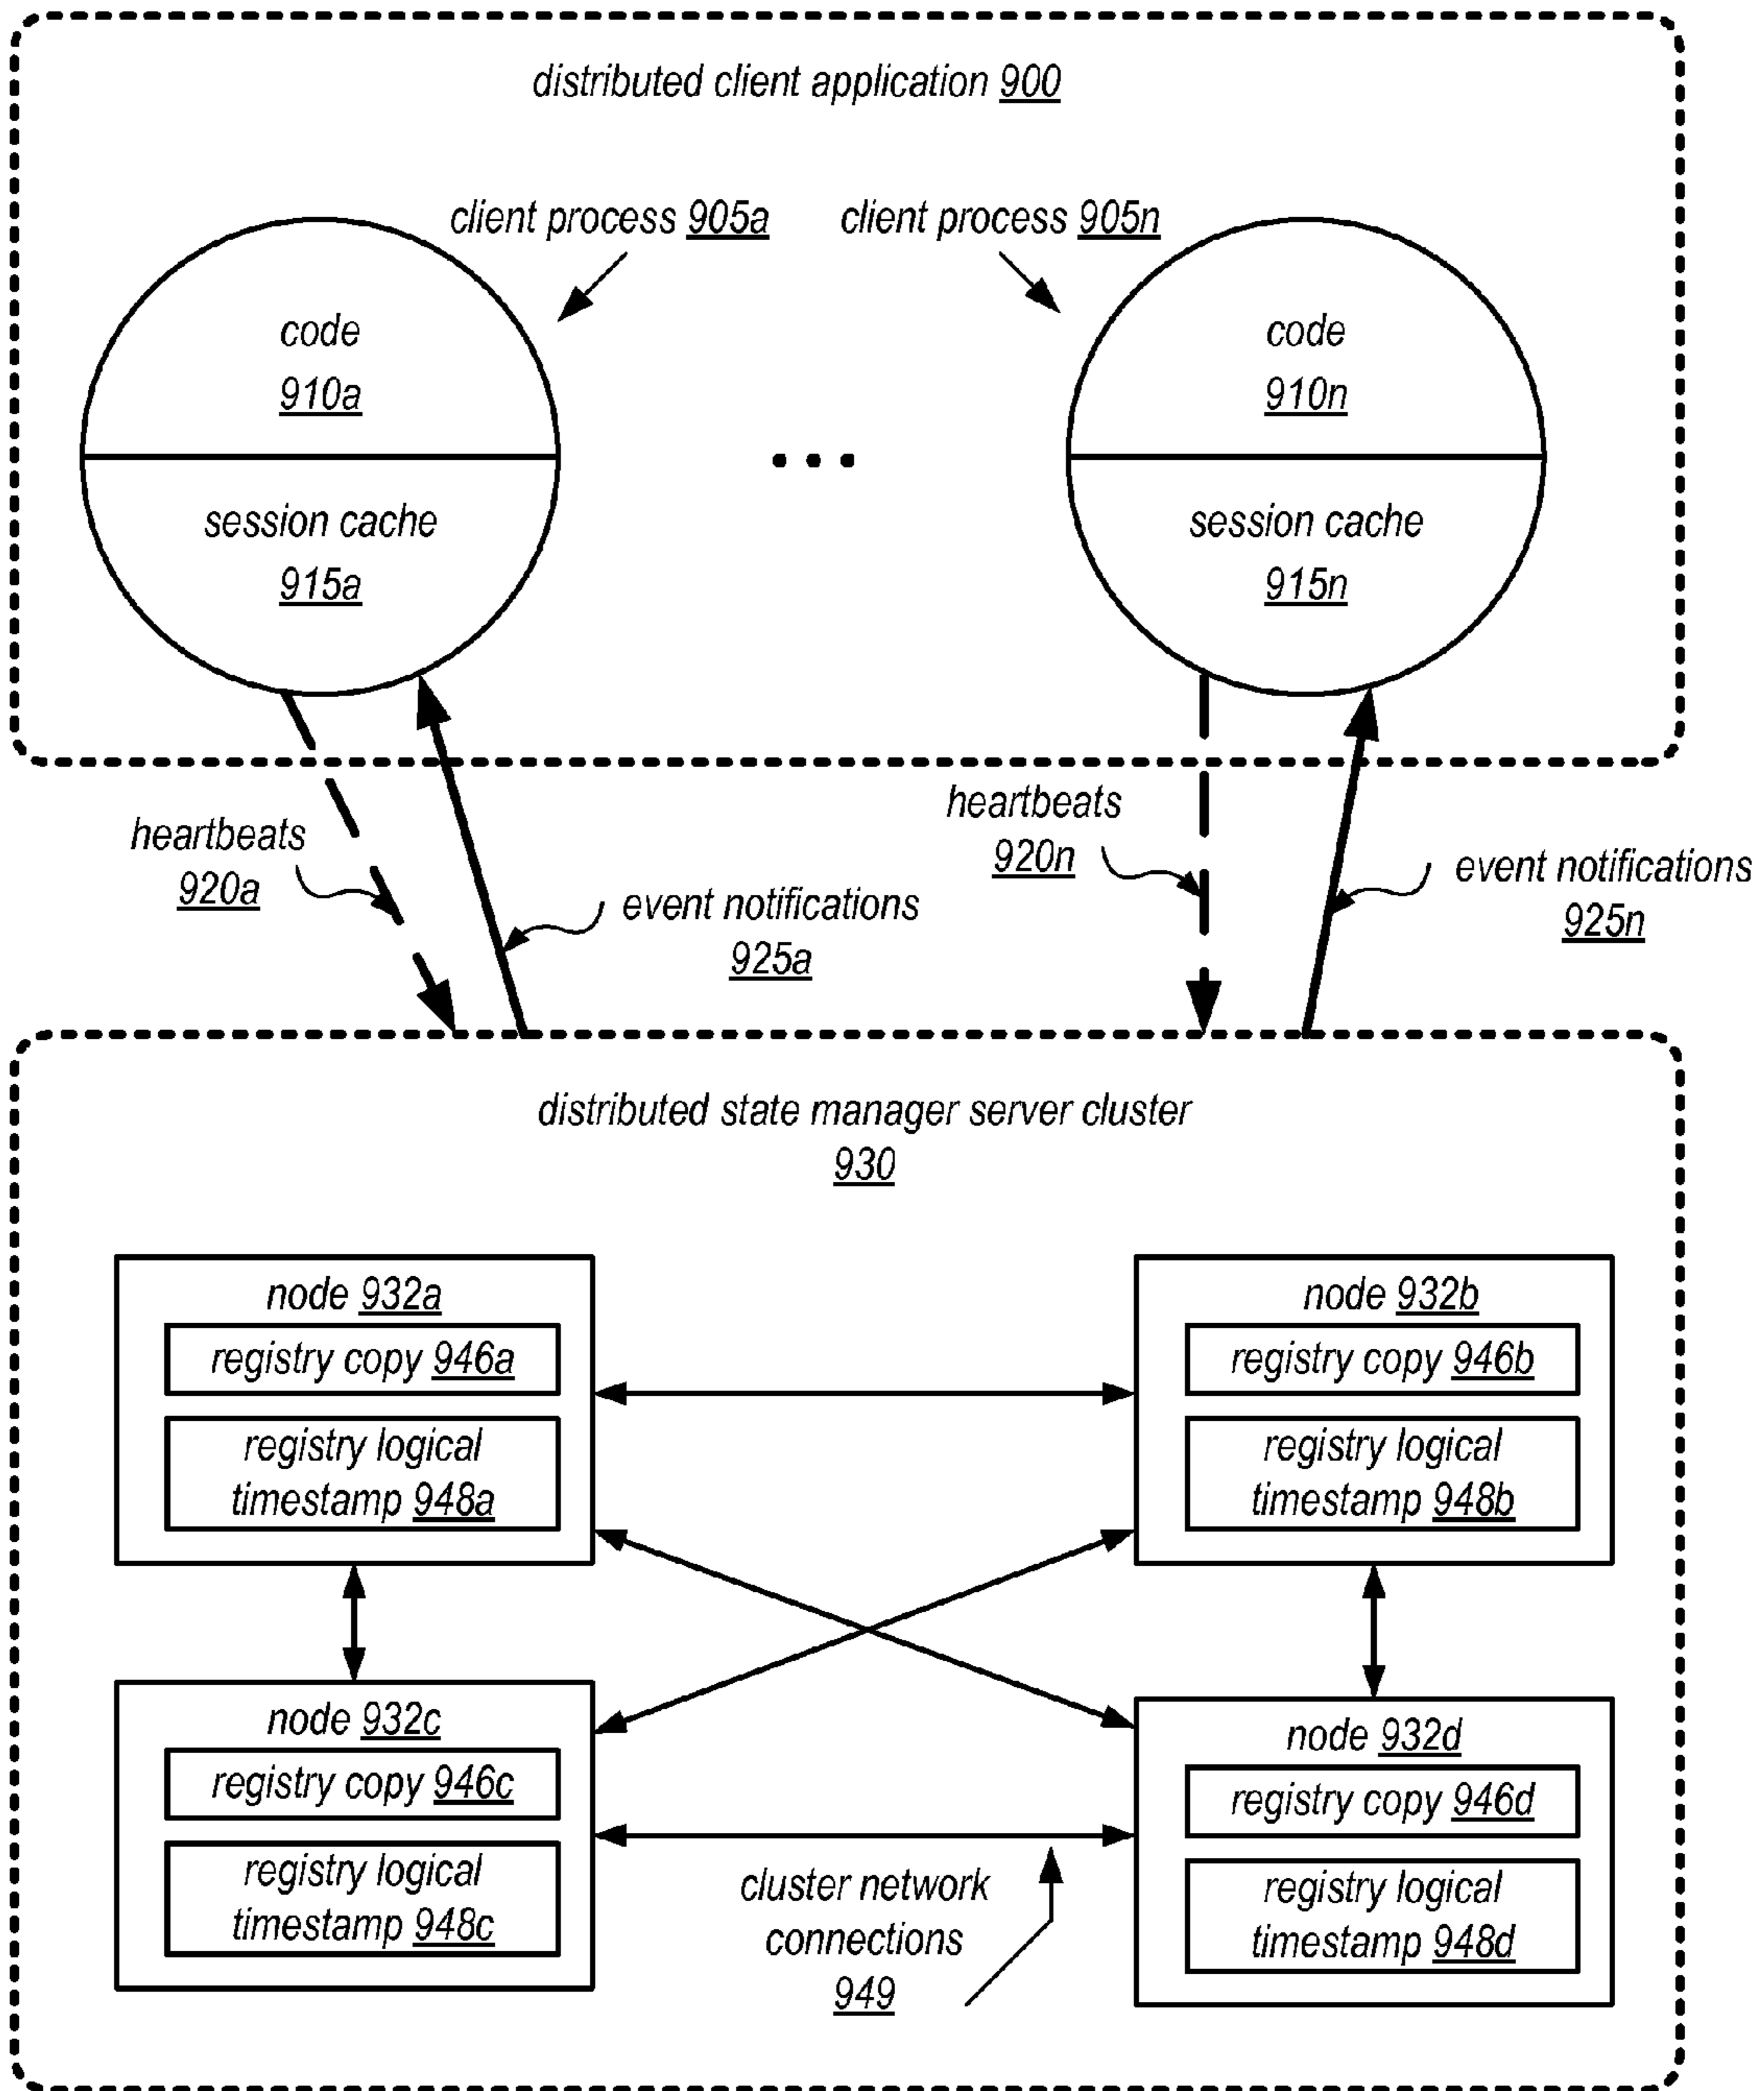 distributed client application 900
client process 905a
client process 905n
code
910a
session cache
915a
...
code
910n
session cache
915n
heartbeats
920a
event notifications
925a
heartbeats
920n
event notifications
925n
distributed state manager server cluster
930
node 932a
registry copy 946a
registry logical
timestamp 948a
node 932b
registry copy 946b
registry logical
timestamp 948b
node 932c
registry copy 946c
registry logical
timestamp 948c
node 932d
registry copy 946d
registry logical
timestamp 948d
cluster network
connections
949